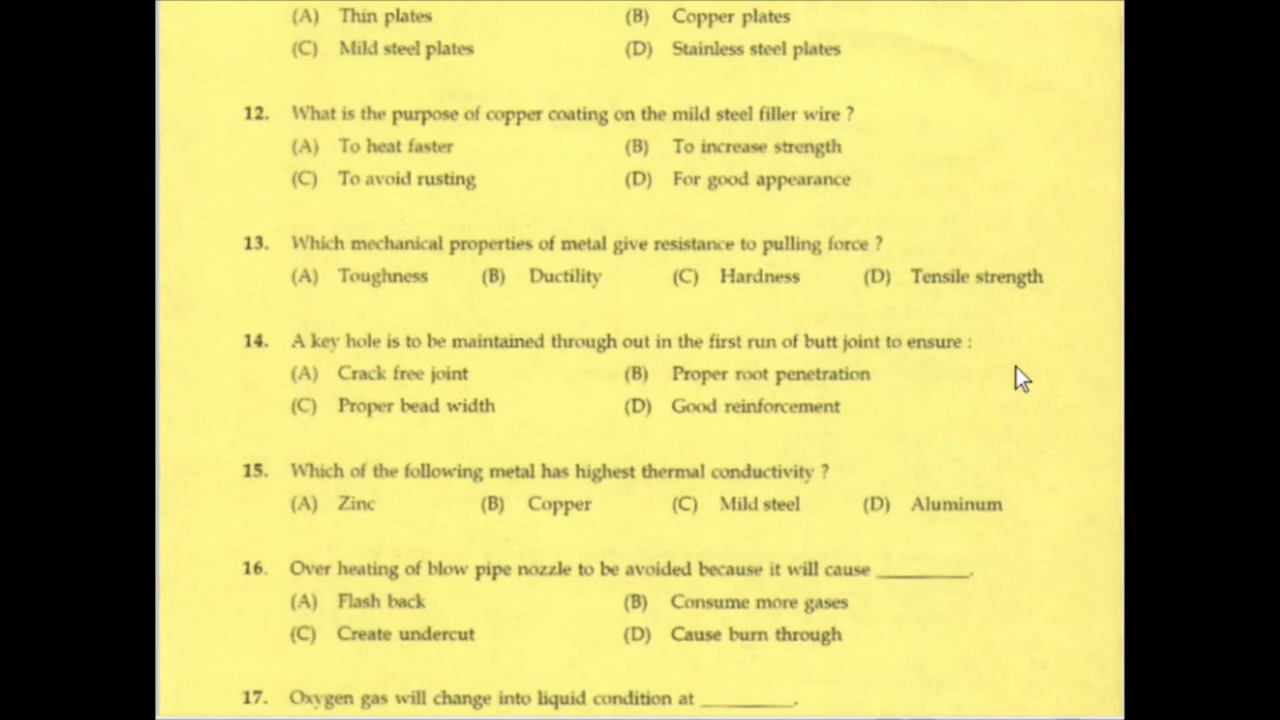 (A) Thin plates (B) Copper plates
(C) Mild steel plates (D) Stainless steel plates
12. What is the purpose of copper coating on the mild steel filler wire ?
(A) To heat faster (B) To increase strength
(C) To avoid rusting (D) For good appearance
13. Which mechanical properties of metal give resistance to pulling force ?
(A) Toughness (B) Ductility (C) Hardness (D) Tensile strength
14. A key hole is to be maintained through out in the first run of butt joint to ensure :
(A) Crack free joint (B) Proper root penetration
(C) Proper bead width (D) Good reinforcement
15. Which of the following metal has highest thermal conductivity ?
(A) Zinc (B) Copper (C) Mild steel (D) Aluminum
16. Over heating of blow pipe nozzle to be avoided because it will cause ________.
(A) Flash back (B) Consume more gases
(C) Create undercut (D) Cause burn through
17. Oxygen gas will change into liquid condition at ________.